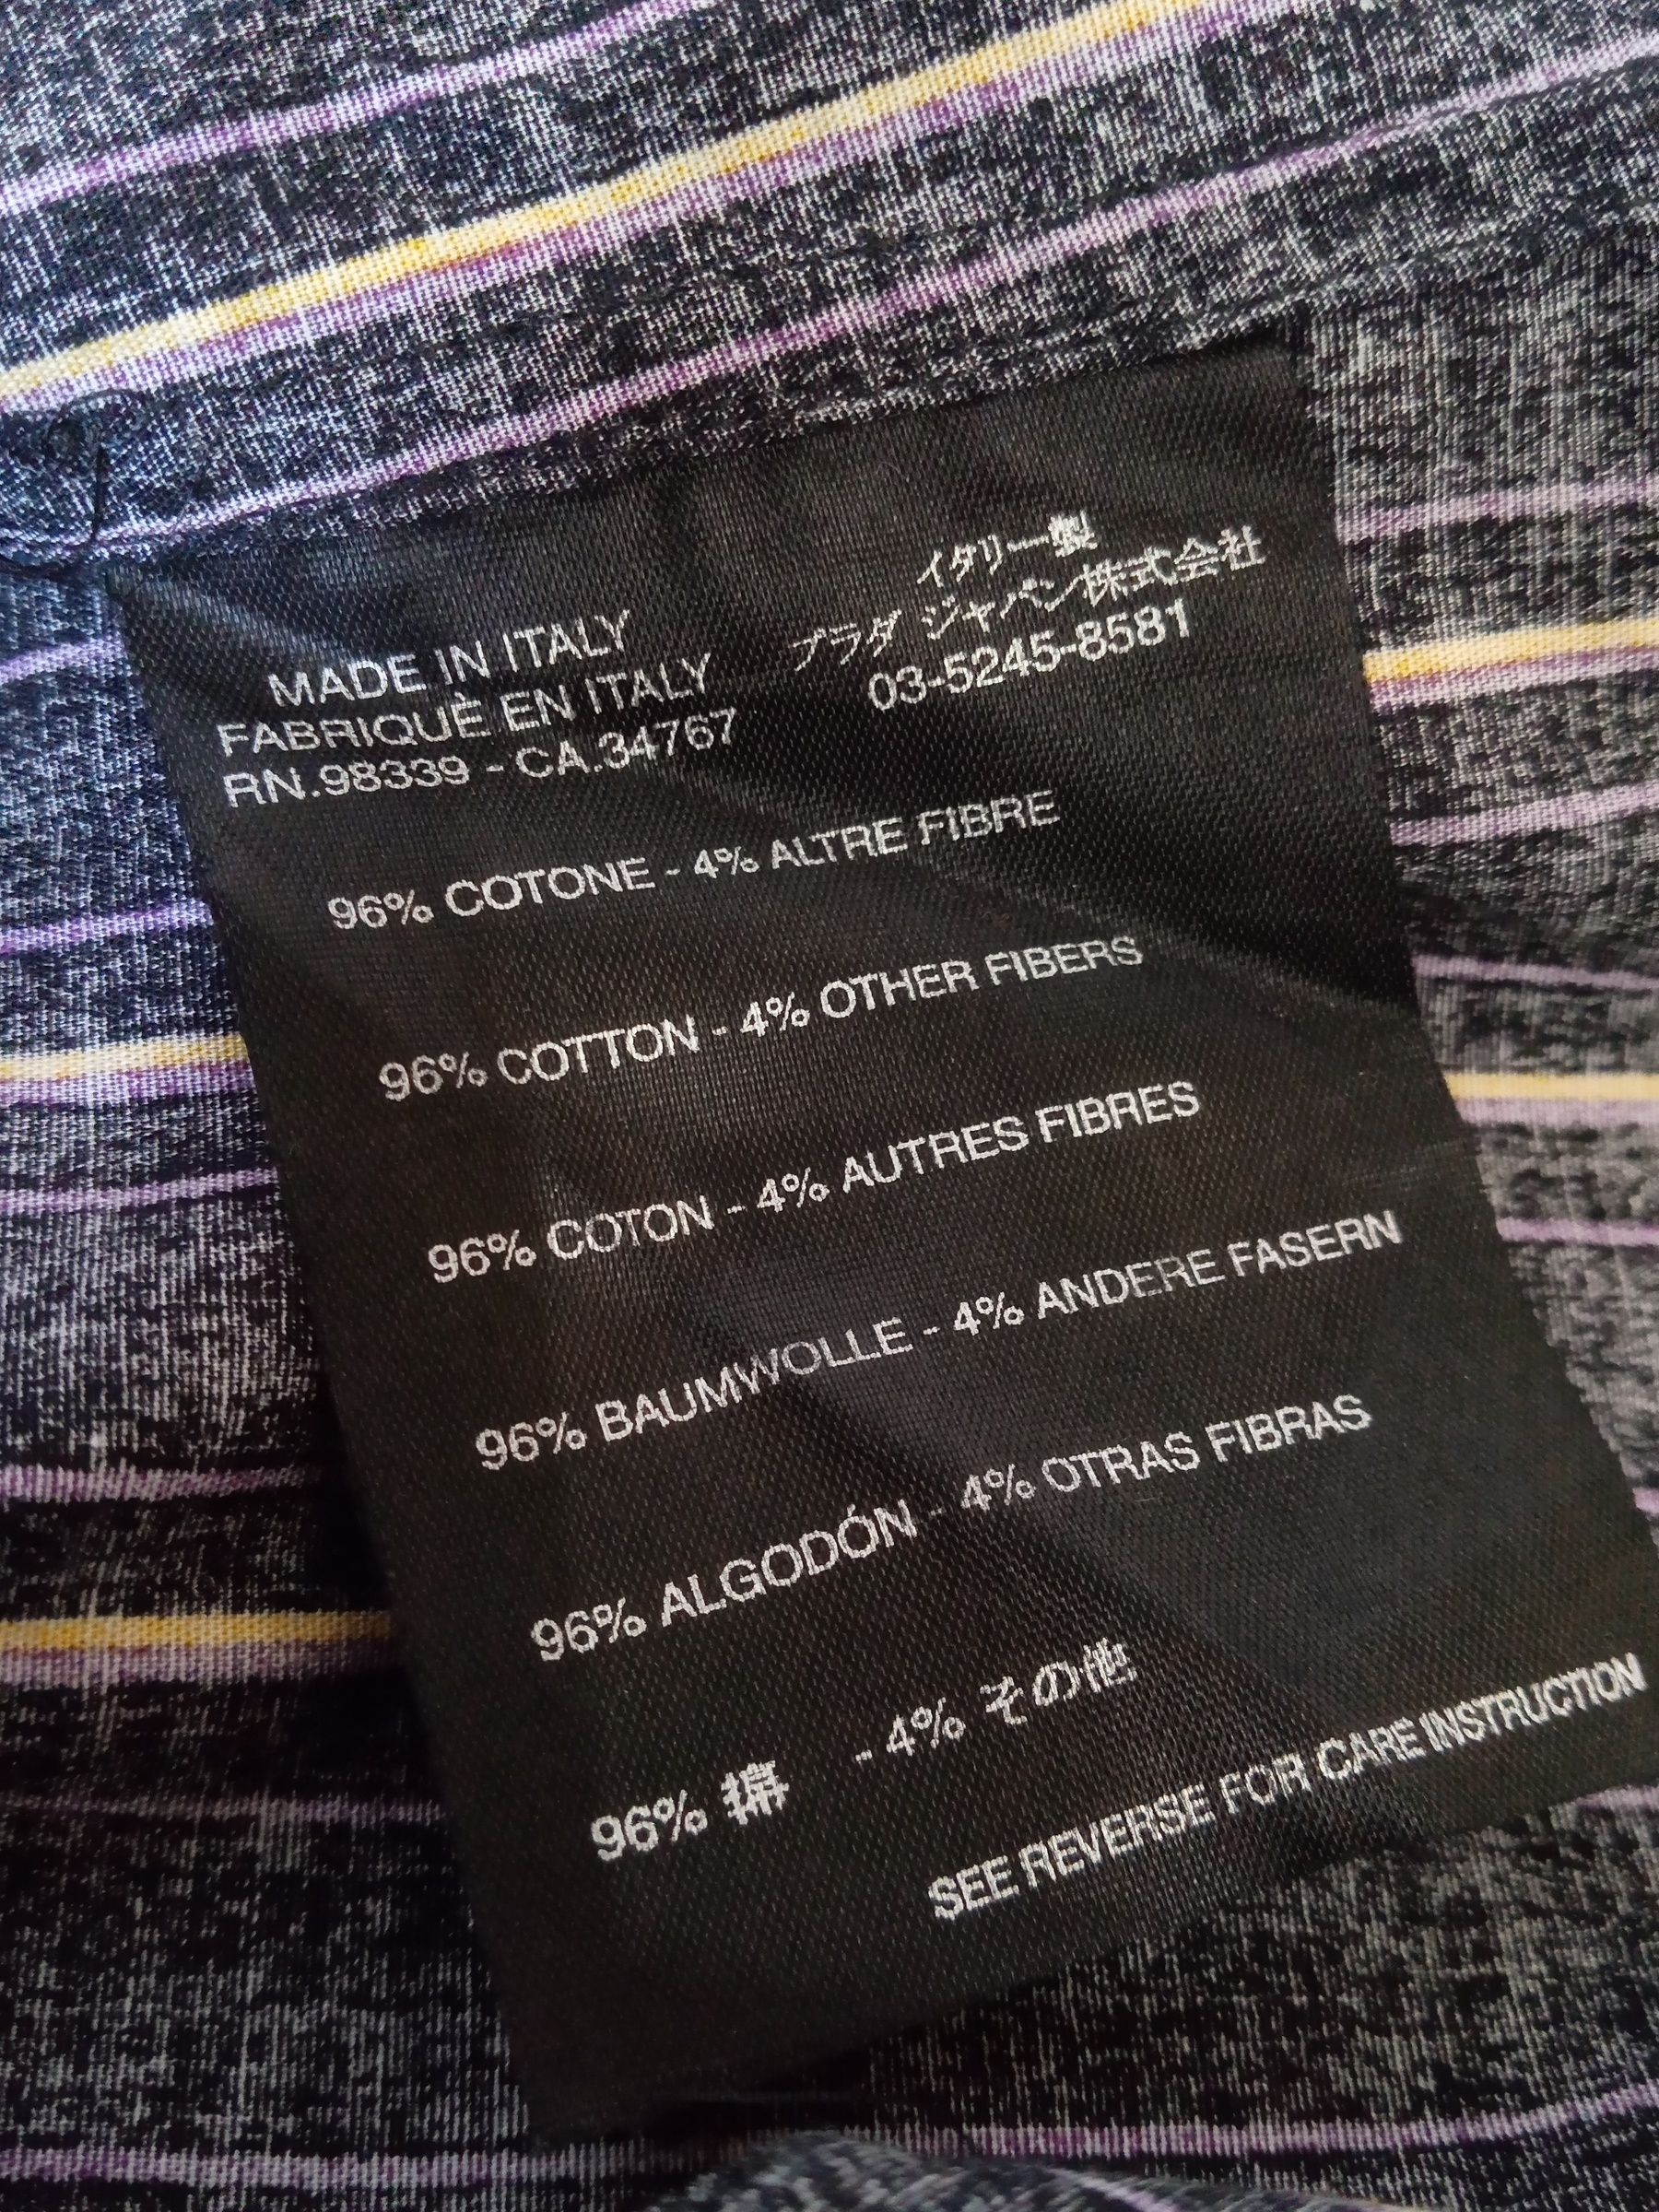 MADE IN ITALY
FABRIQUÈ EN ITALY
RN.98339 - CA.34767
イタリー製
プラダ ジャパン株式会社
03-5245-8581
96% COTONE - 4% ALTRE FIBRE
96% COTTON - 4% OTHER FIBERS
96% COTON - 4% AUTRES FIBRES
96% BAUMWOLLE - 4% ANDERE FASERN
96% ALGODÓN - 4% OTRAS FIBRAS
96% 綿 - 4% その他
SEE REVERSE FOR CARE INSTRUCTION